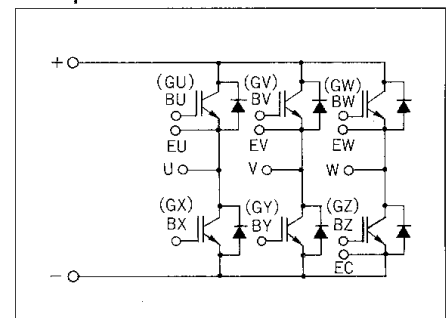 +
(GU) (GV) (GW)
BU BV BW
EU EV EW
U V W
(GX) (GY) (GZ)
BX BY BZ
EC
−